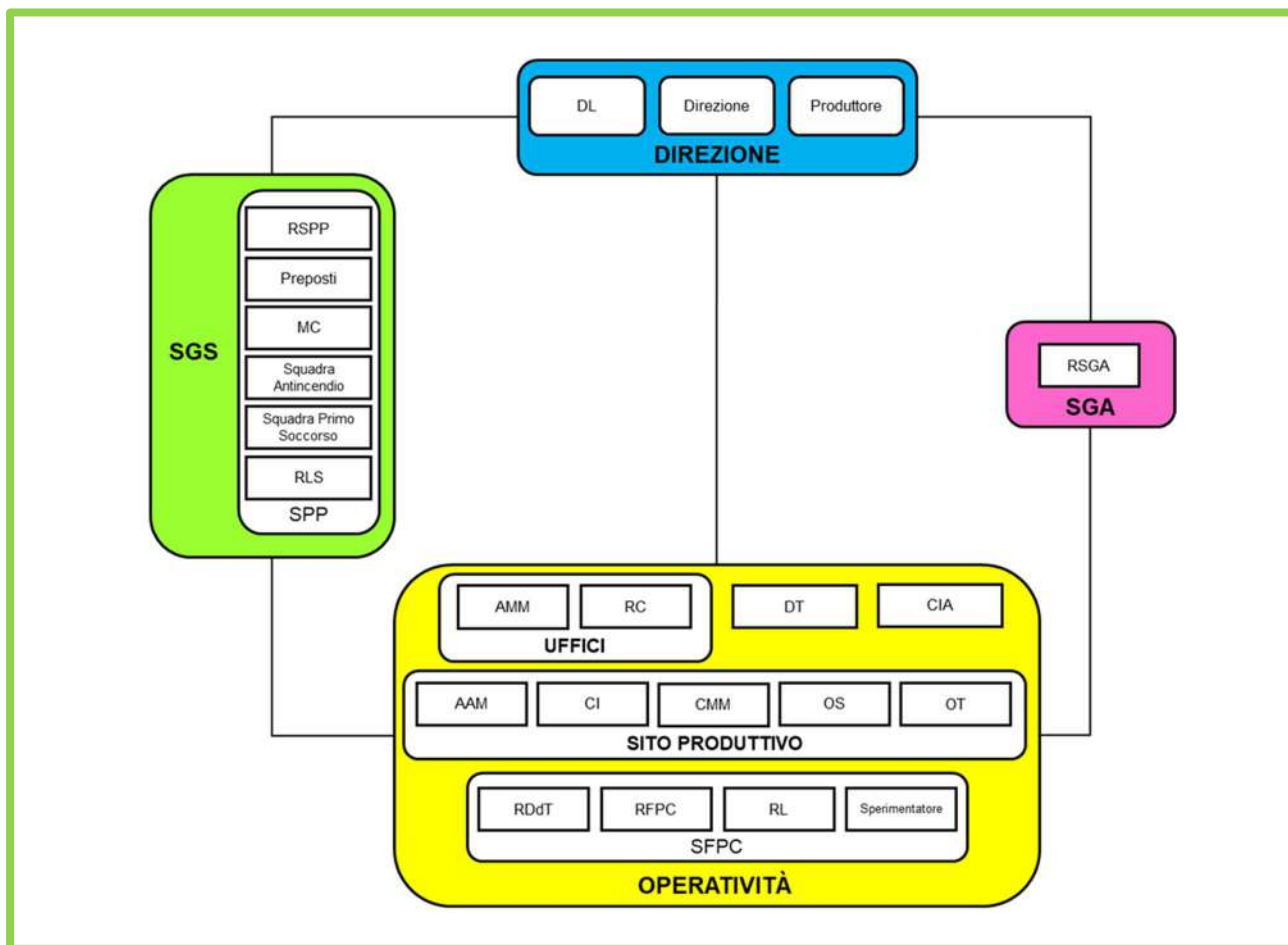 DL
Direzione
Produttore
DIREZIONE
SGS
RSPP
Preposti
MC
Squadra
Antincendio
Squadra Primo
Soccorso
RLS
SPP
RSGA
SGA
AMM
RC
UFFICI
DT
CIA
AAM
CI
CMM
OS
OT
SITO PRODUTTIVO
RDdT
RFPC
RL
Sperimentatore
SFPC
OPERATIVITÀ